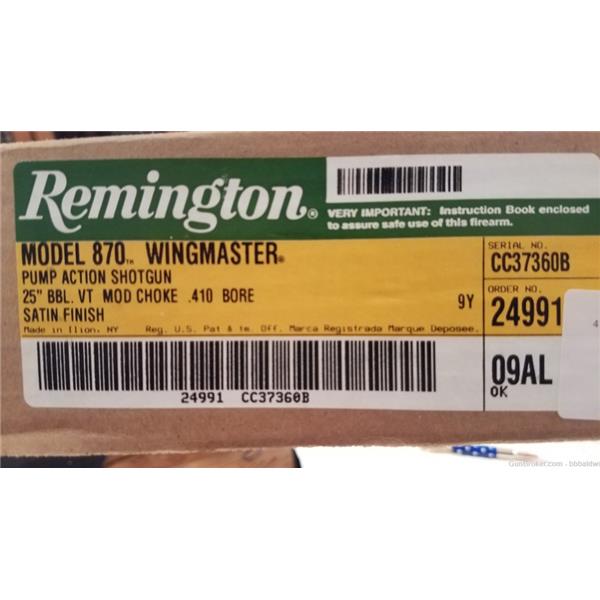 Remington®
VERY IMPORTANT: Instruction Book enclosed
to assure safe use of this firearm.
MODEL 870™ WINGMASTER®
PUMP ACTION SHOTGUN
25" BBL. VT MOD CHOKE .410 BORE 9Y
SATIN FINISH
Made in Ilion, NY Reg. U.S. Pat & tm. Off. Marca Registrada Marque Deposee.
SERIAL NO.
CC37360B
ORDER NO.
24991
09AL
OK
24991 CC37360B
4